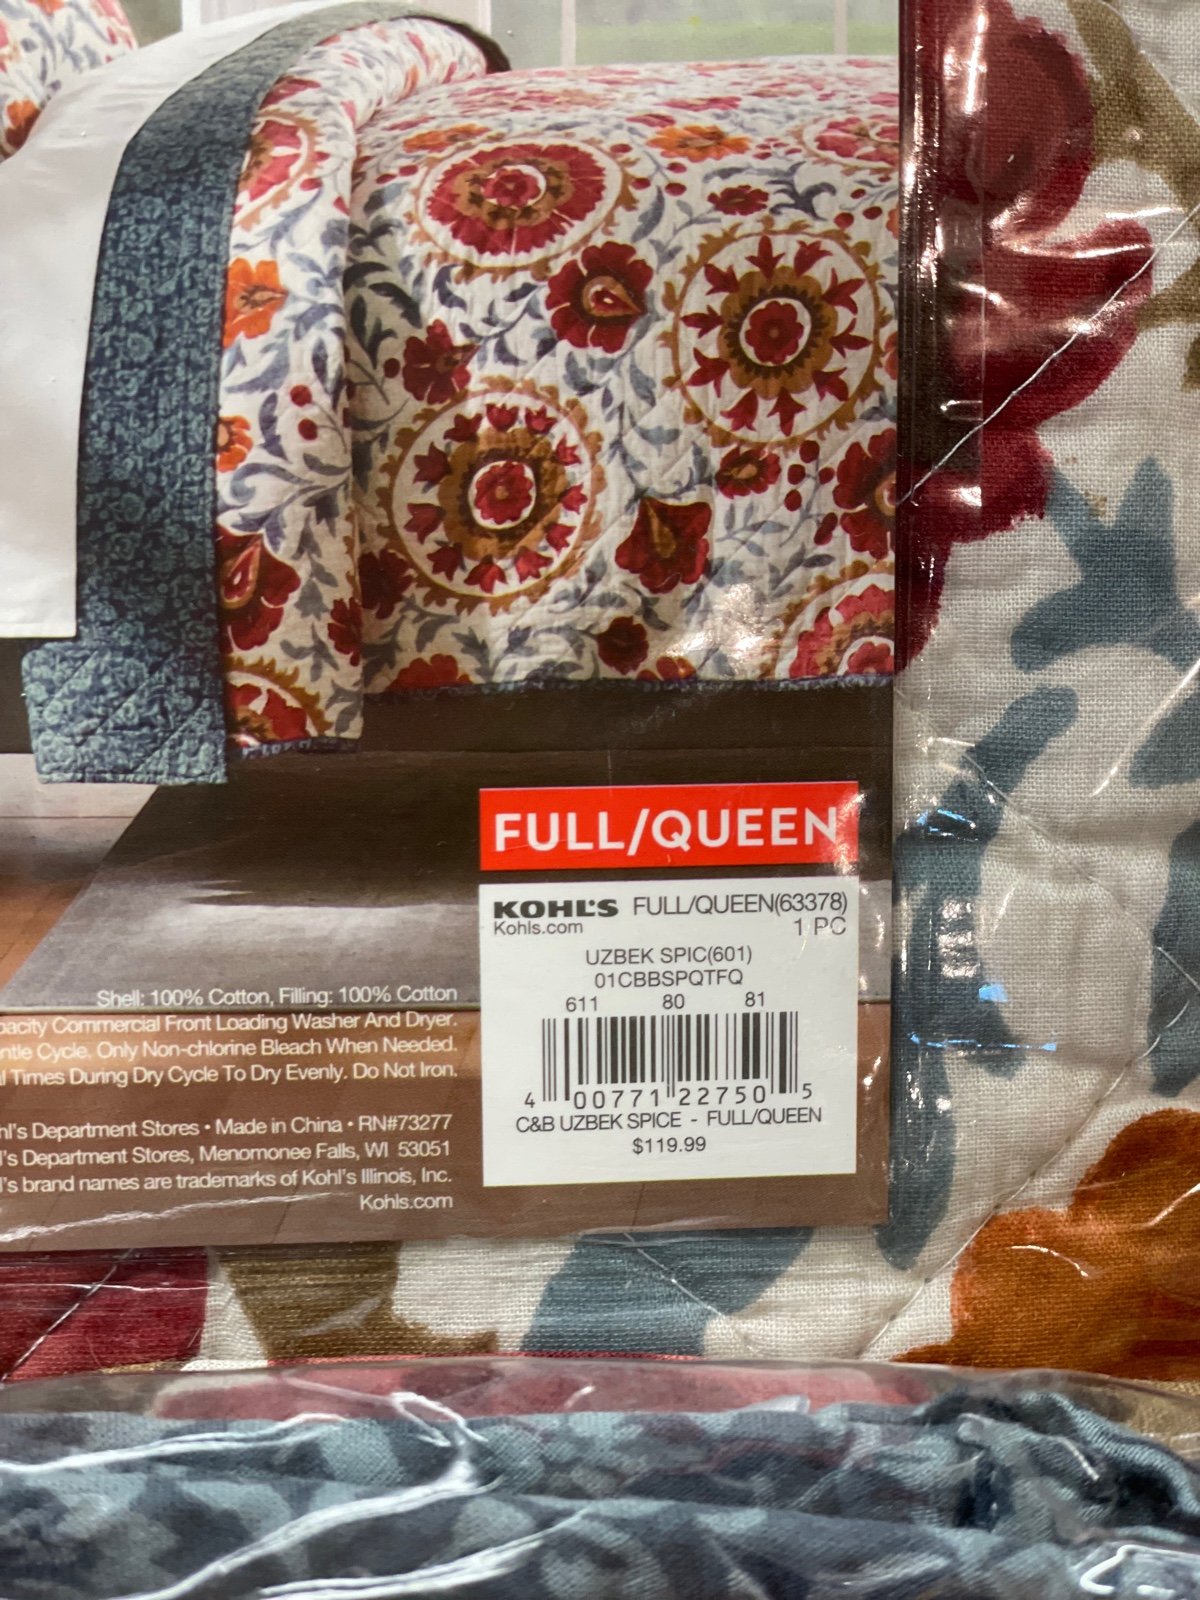 FULL/QUEEN
KOHL'S FULL/QUEEN(63378)
Kohls.com 1 PC
UZBEK SPIC(601)
01CBBSPQTFQ
611 80 81
4 00771 22750 5
C&B UZBEK SPICE - FULL/QUEEN
$119.99
Shell: 100% Cotton, Filling: 100% Cotton
Commercial Front Loading Washer And Dryer.
Cycle. Only Non-chlorine Bleach When Needed.
Times During Dry Cycle To Dry Evenly. Do Not Iron.
Department Stores • Made in China • RN#73277
Department Stores, Menomonee Falls, WI 53051
brand names are trademarks of Kohl's Illinois, Inc.
Kohls.com